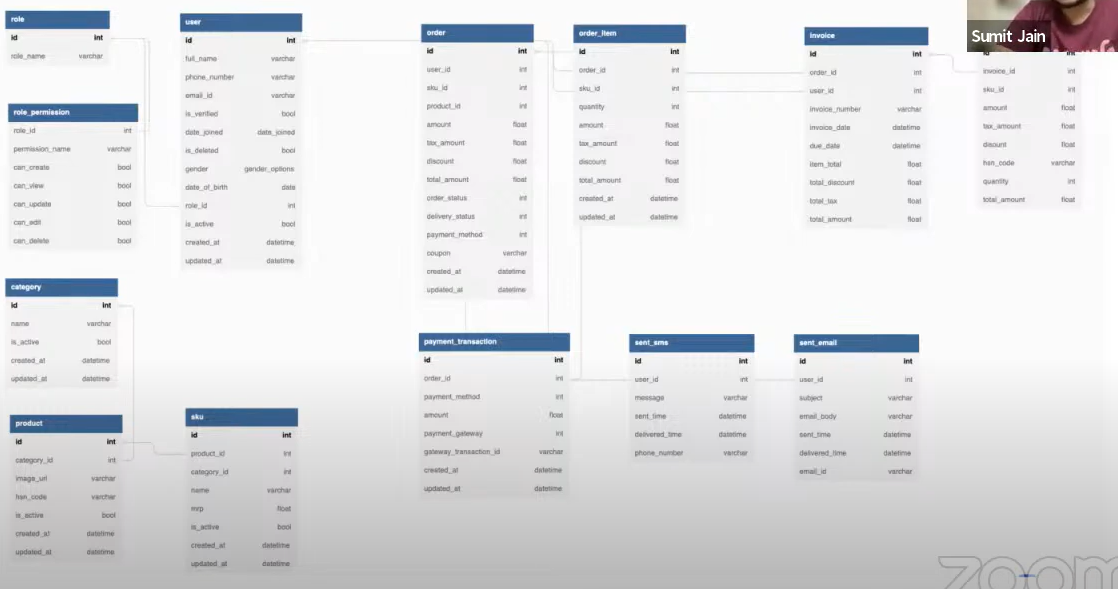 role
id int
role_name varchar
role_permission
role_id int
permission_name varchar
can_create bool
can_view bool
can_update bool
can_edit bool
can_delete bool
user
id int
full_name varchar
phone_number varchar
email_id varchar
is_verified bool
date_joined date_joined
is_deleted bool
gender gender_options
date_of_birth date
role_id int
is_active bool
created_at datetime
updated_at datetime
order
id int
user_id int
sku_id int
product_id int
amount float
tax_amount float
discount float
total_amount float
order_status int
delivery_status int
payment_method int
coupon varchar
created_at datetime
updated_at datetime
order_item
id int
order_id int
sku_id int
quantity int
amount float
tax_amount float
discount float
total_amount float
created_at datetime
updated_at datetime
invoice
id int
order_id int
user_id int
invoice_number varchar
invoice_date datetime
due_date datetime
item_total float
total_discount float
total_tax float
total_amount float
Sumit Jain
id int
invoice_id int
sku_id int
amount float
tax_amount float
disount float
hsn_code varchar
quantity int
total_amount float
category
id int
name varchar
is_active bool
created_at datetime
updated_at datetime
product
id int
category_id int
image_url varchar
hsn_code varchar
is_active bool
created_at datetime
updated_at datetime
sku
id int
product_id int
category_id int
name varchar
mrp float
is_active bool
created_at datetime
updated_at datetime
payment_transaction
id int
order_id int
payment_method int
amount float
payment_gateway int
gateway_transaction_id varchar
created_at datetime
updated_at datetime
sent_sms
id int
user_id int
message varchar
sent_time datetime
delivered_time datetime
phone_number varchar
sent_email
id int
user_id int
subject varchar
email_body varchar
sent_time datetime
delivered_time datetime
email_id varchar
zoom